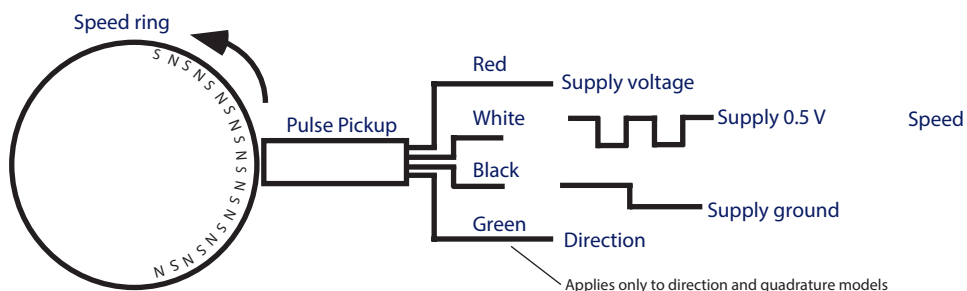 Speed ring
S N S N S N S N S N S N S N S N S N S N S N
Pulse Pickup
Red
Supply voltage
White
Supply 0.5 V
Speed
Black
Supply ground
Green
Direction
Applies only to direction and quadrature models